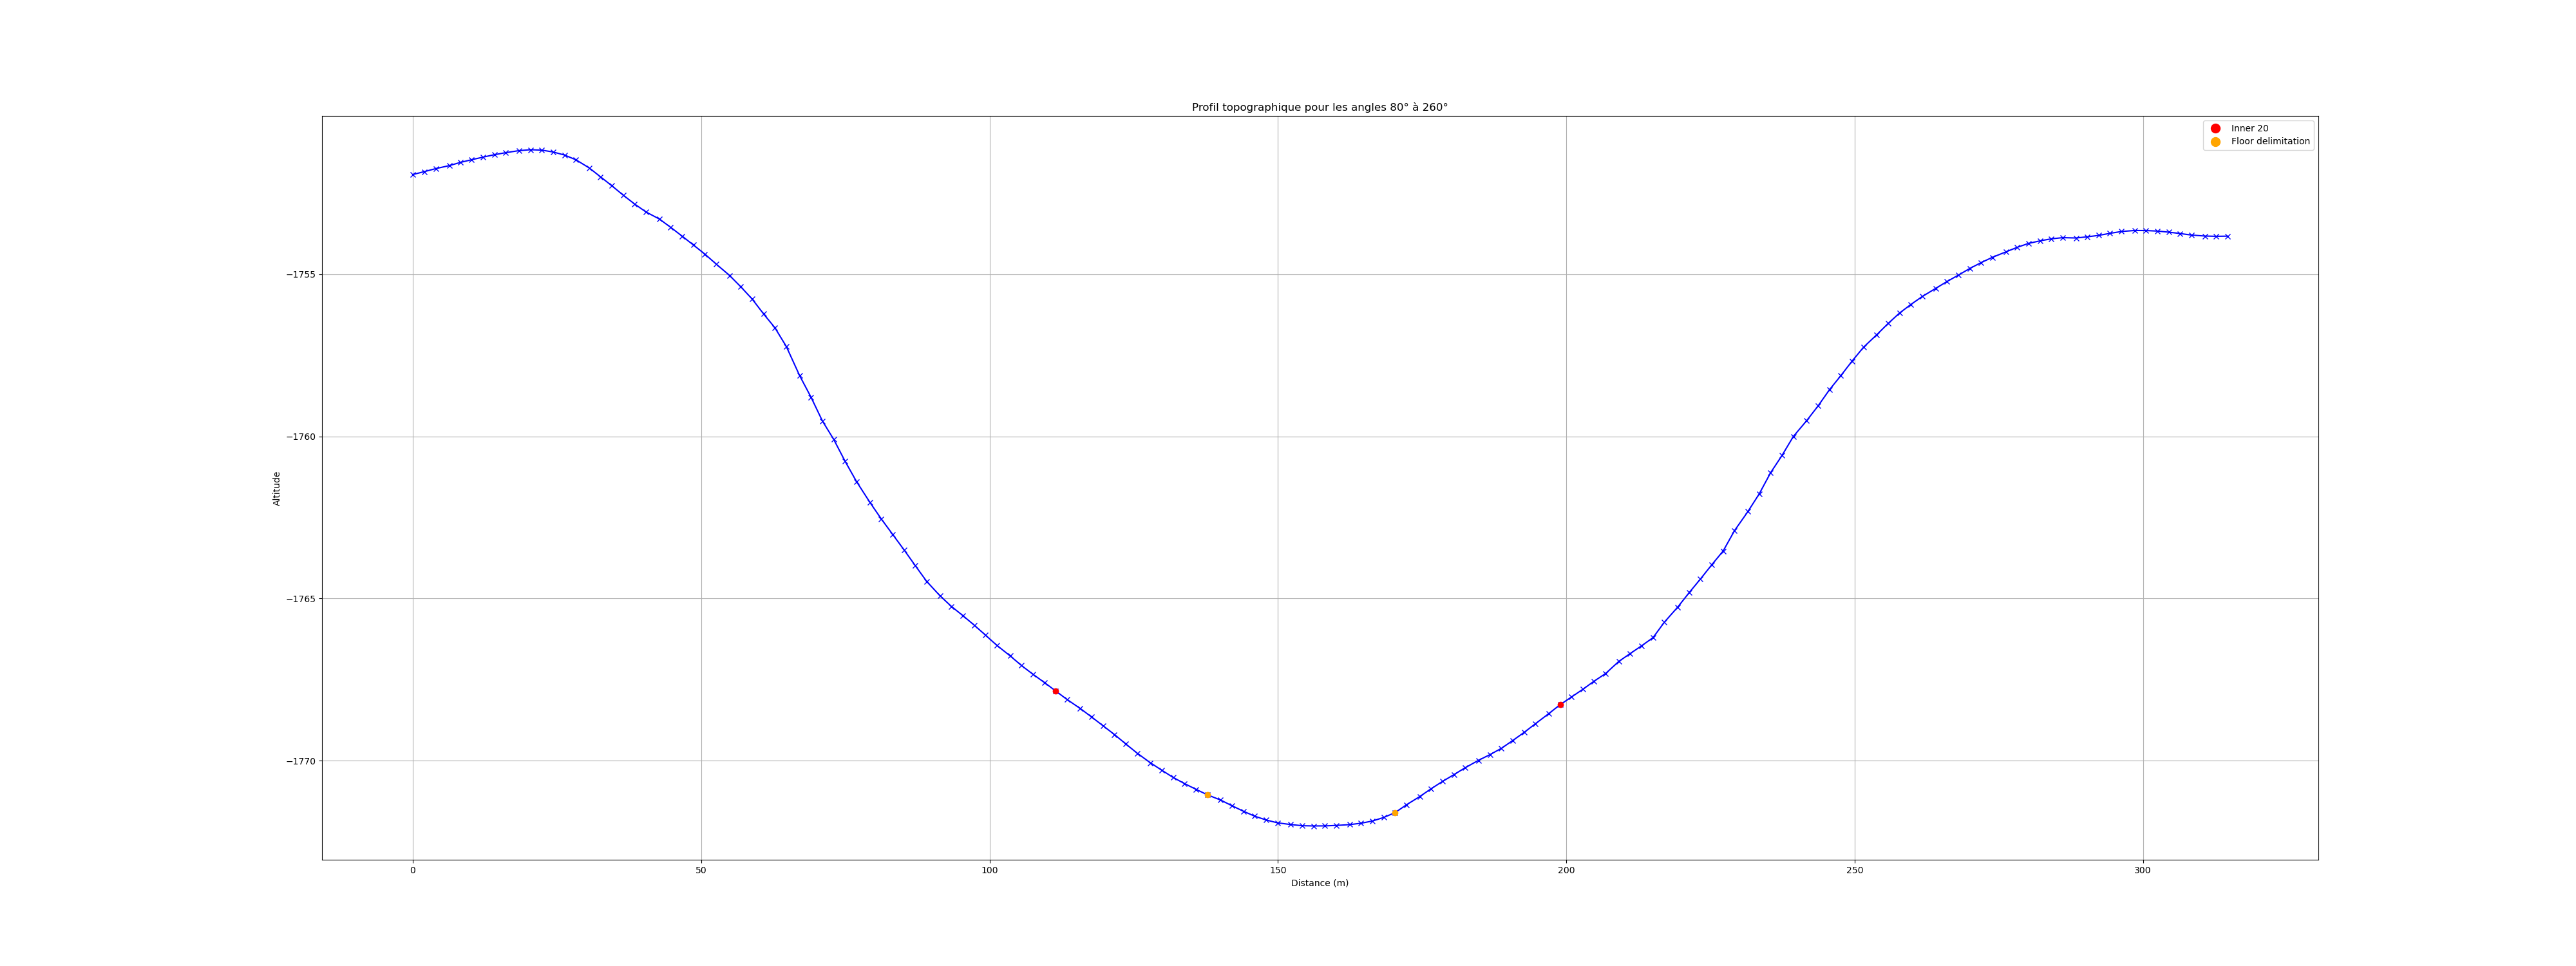 Profil topographique pour les angles 80° à 260°
Inner 20
Floor delimitation
Altitude
−1755
−1760
−1765
−1770
0 50 100 150 200 250 300
Distance (m)